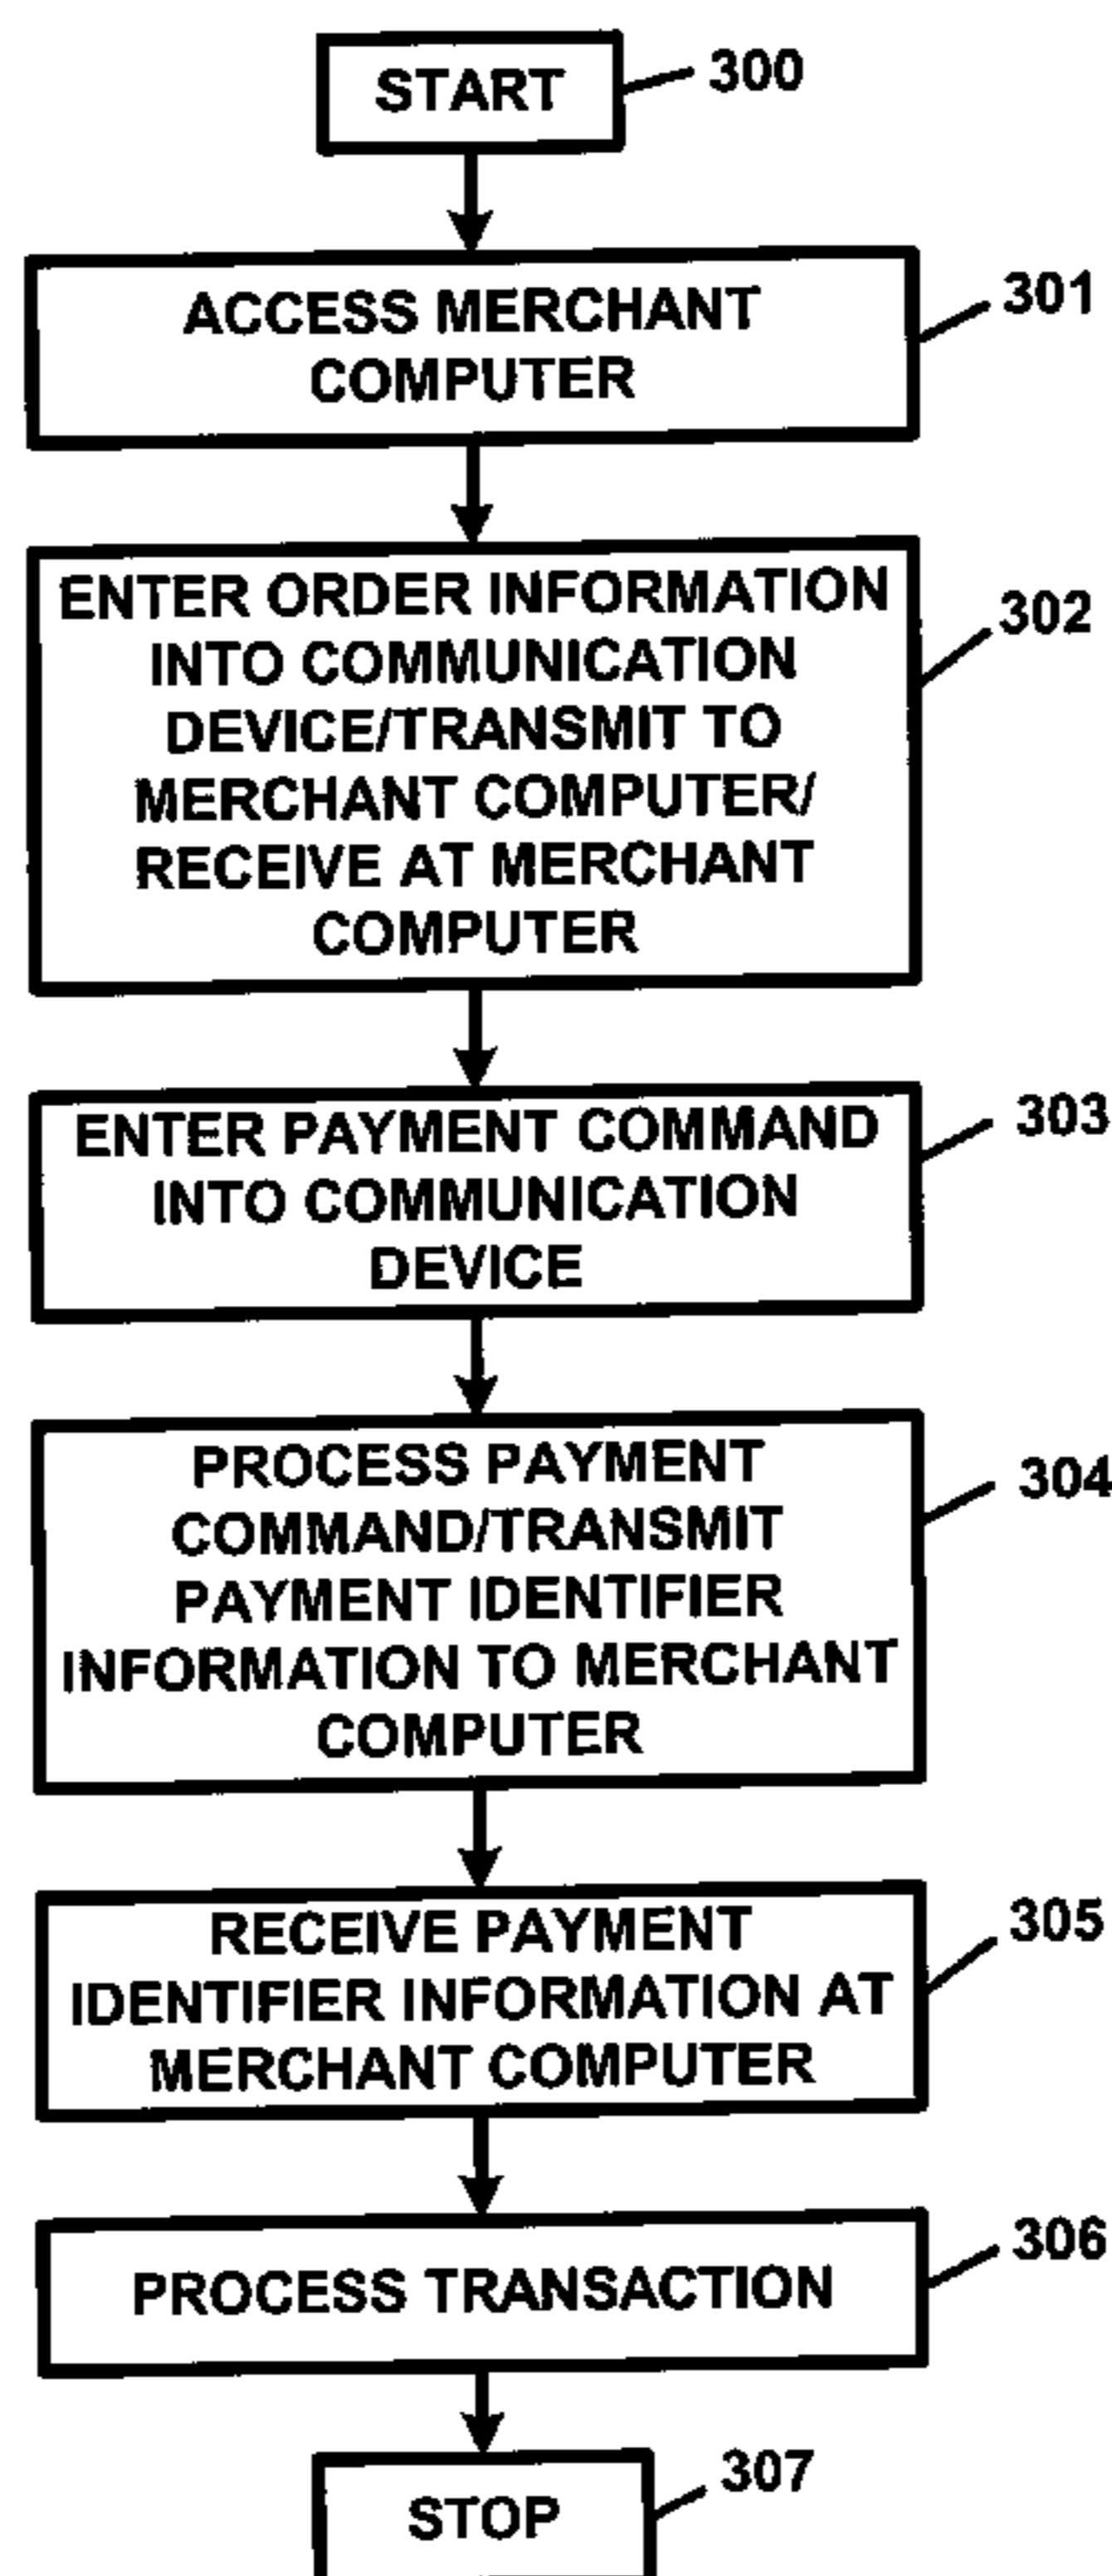 START
300
ACCESS MERCHANT
COMPUTER
301
ENTER ORDER INFORMATION
INTO COMMUNICATION
DEVICE/TRANSMIT TO
MERCHANT COMPUTER/
RECEIVE AT MERCHANT
COMPUTER
302
ENTER PAYMENT COMMAND
INTO COMMUNICATION
DEVICE
303
PROCESS PAYMENT
COMMAND/TRANSMIT
PAYMENT IDENTIFIER
INFORMATION TO MERCHANT
COMPUTER
304
RECEIVE PAYMENT
IDENTIFIER INFORMATION AT
MERCHANT COMPUTER
305
PROCESS TRANSACTION
306
STOP
307